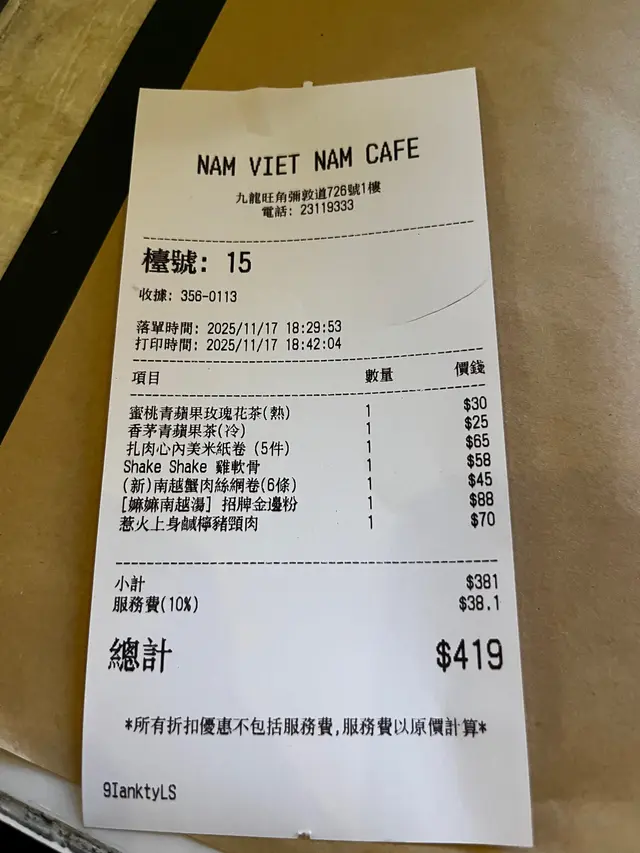 NAM VIET NAM CAFE
九龍旺角彌敦道726號1樓
電話: 23119333
檯號: 15
收據: 356-0113
落單時間: 2025/11/17 18:29:53
打印時間: 2025/11/17 18:42:04
項目 數量 價錢
蜜桃青蘋果玫瑰花茶(熱) 1 $30
香茅青蘋果茶(冷) 1 $25
扎肉心內美米紙卷 (5件) 1 $65
Shake Shake 雞軟骨 1 $58
(新)南越蟹肉絲網卷(6條) 1 $45
[嫲嫲南越湯] 招牌金邊粉 1 $88
惹火上身鹹檸豬頸肉 1 $70
小計 $381
服務費(10%) $38.1
總計 $419
*所有折扣優惠不包括服務費,服務費以原價計算*
9IanktyLS